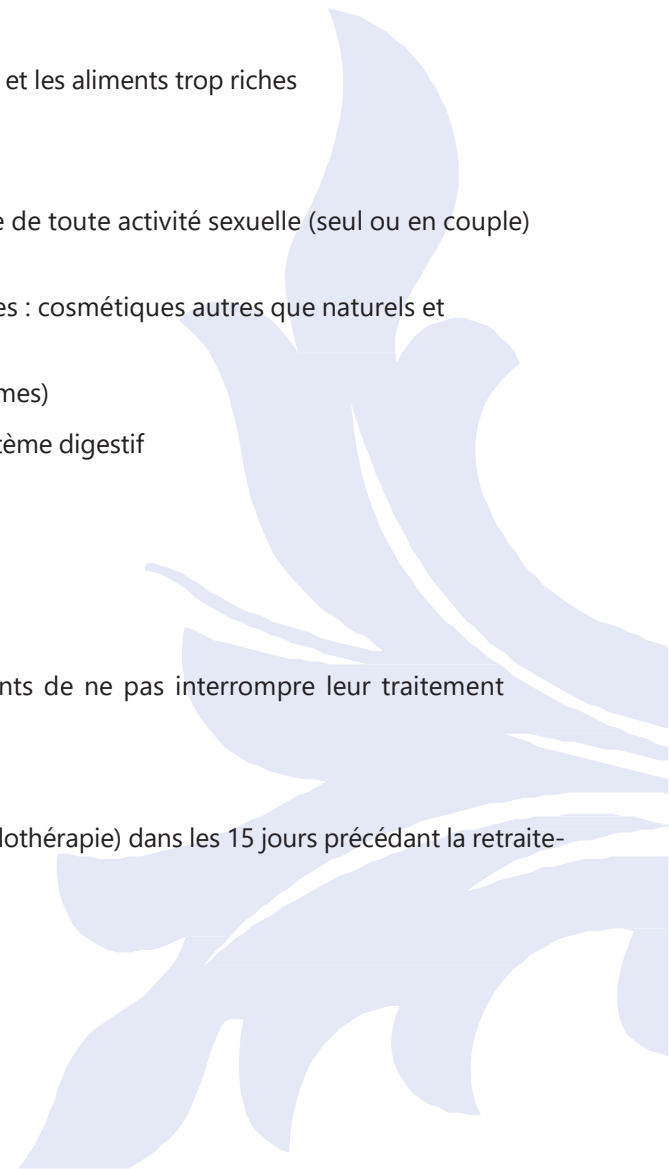 et les aliments trop riches
e de toute activité sexuelle (seul ou en couple)
es : cosmétiques autres que naturels et
mes)
tème digestif
nts de ne pas interrompre leur traitement
lothérapie) dans les 15 jours précédant la retraite-